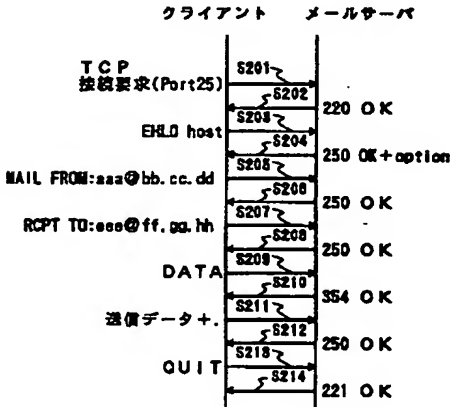 クライアント メールサーバ
TCP
接続要求(Port25)
S201
S202
220 OK
S203
EHLO host
S204
250 OK+option
S205
MAIL FROM:aaa@bb.cc.dd
S206
250 OK
S207
RCPT TO:eee@ff.gg.hh
S208
250 OK
S209
DATA
S210
354 OK
S211
送信データ+.
S212
250 OK
S213
QUIT
S214
221 OK